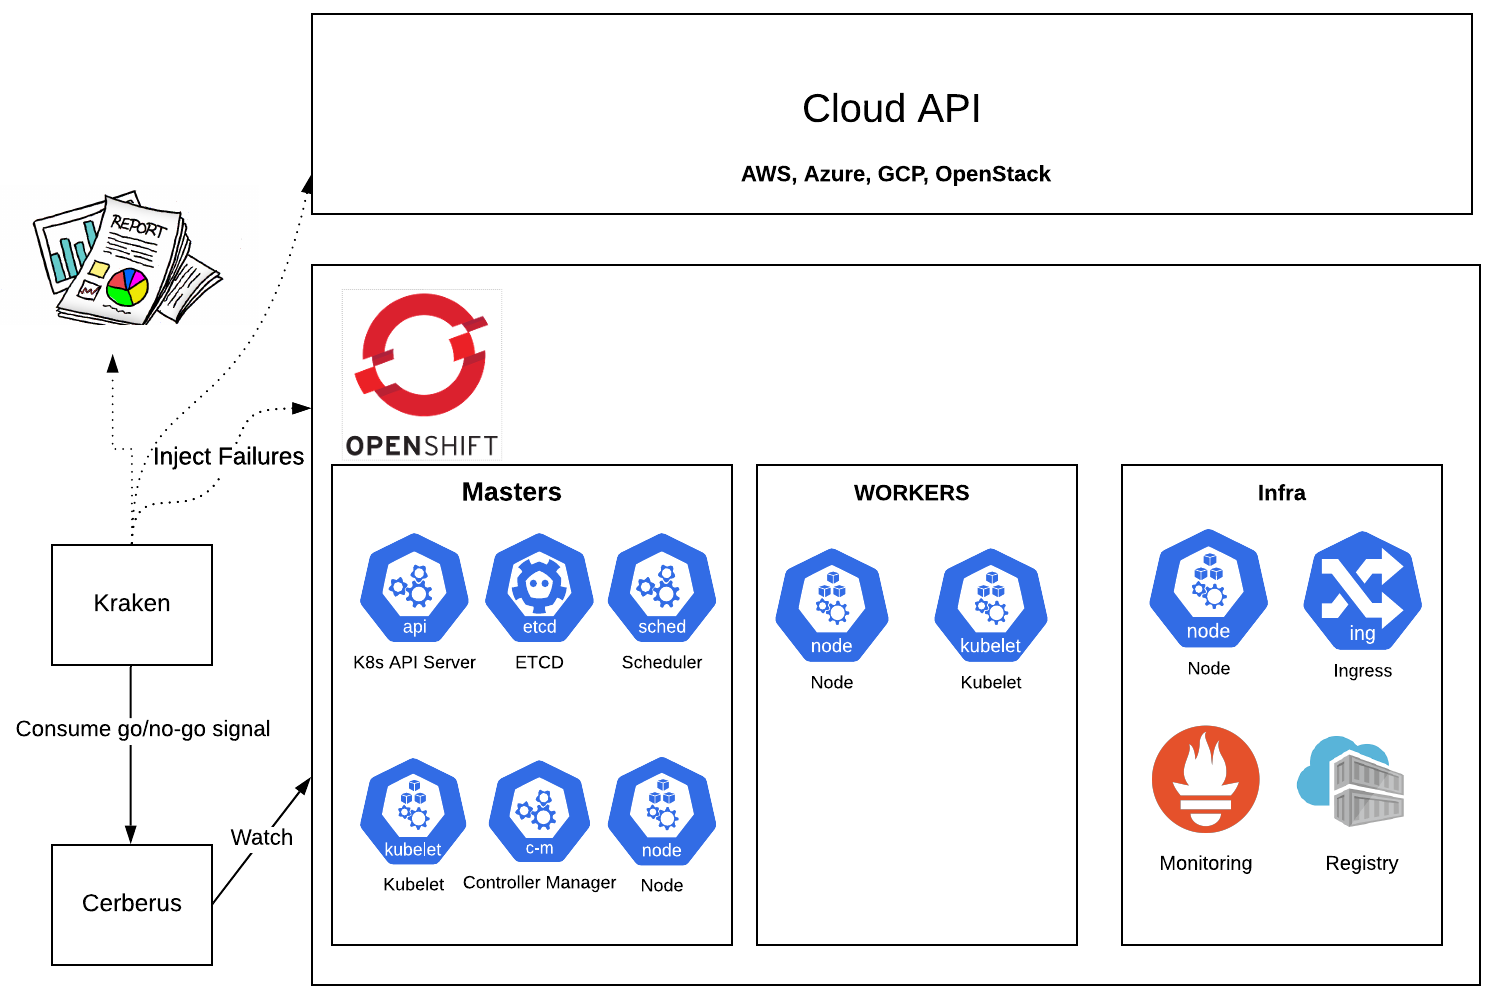 Cloud API
AWS, Azure, GCP, OpenStack
REPORT
OPENSHIFT
Inject Failures
Masters
WORKERS
Infra
api
etcd
sched
K8s API Server
ETCD
Scheduler
node
kubelet
Node
Kubelet
node
ing
Node
Ingress
Kraken
Consume go/no-go signal
Watch
Cerberus
kubelet
c-m
node
Kubelet
Controller Manager
Node
Monitoring
Registry